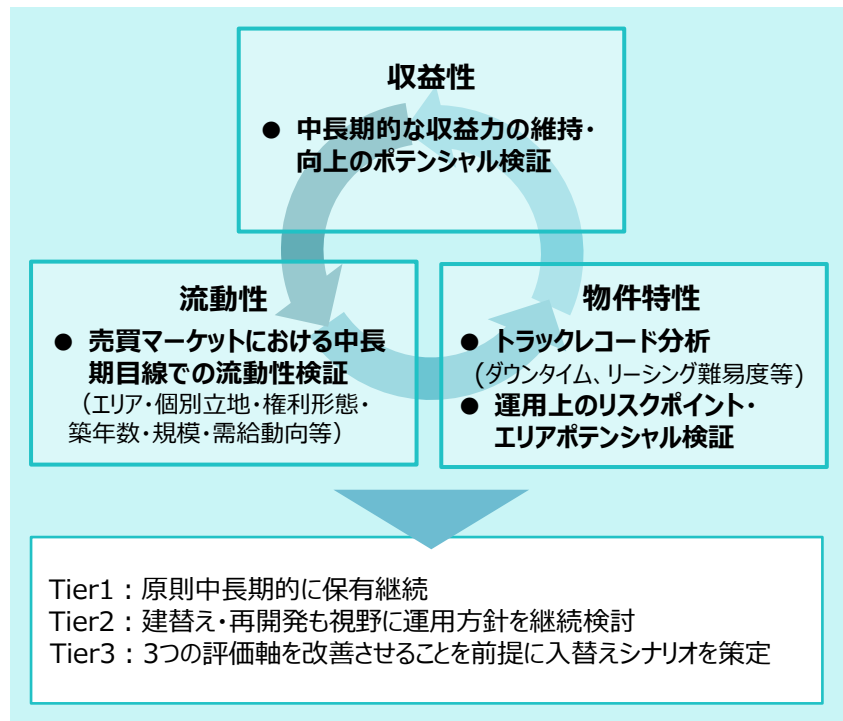 収益性
● 中長期的な収益力の維持・
向上のポテンシャル検証
流動性
● 売買マーケットにおける中長
期目線での流動性検証
（エリア・個別立地・権利形態・
築年数・規模・需給動向等）
物件特性
● トラックレコード分析
（ダウンタイム、リーシング難易度等）
● 運用上のリスクポイント・
エリアポテンシャル検証
Tier1：原則中長期的に保有継続
Tier2：建替え・再開発も視野に運用方針を継続検討
Tier3：3つの評価軸を改善させることを前提に入替えシナリオを策定